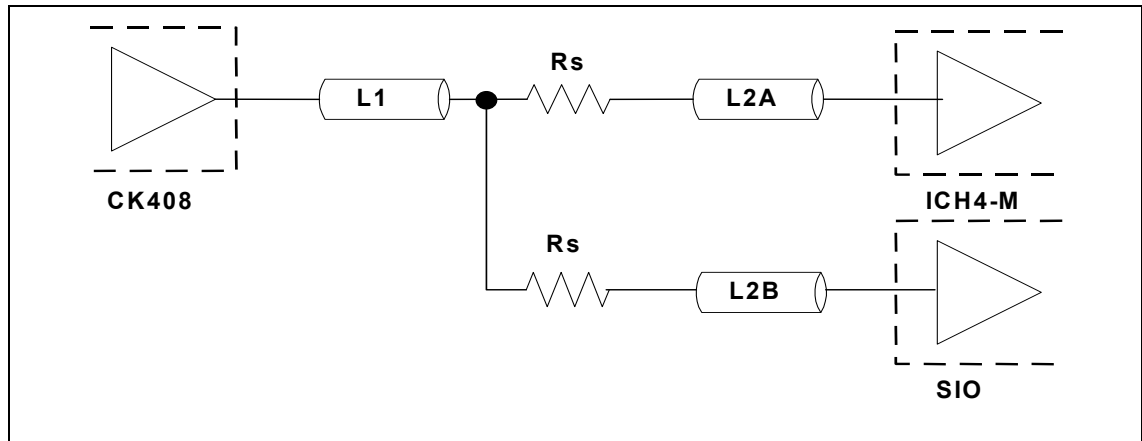 Rs
L1
L2A
CK408
ICH4-M
Rs
L2B
SIO